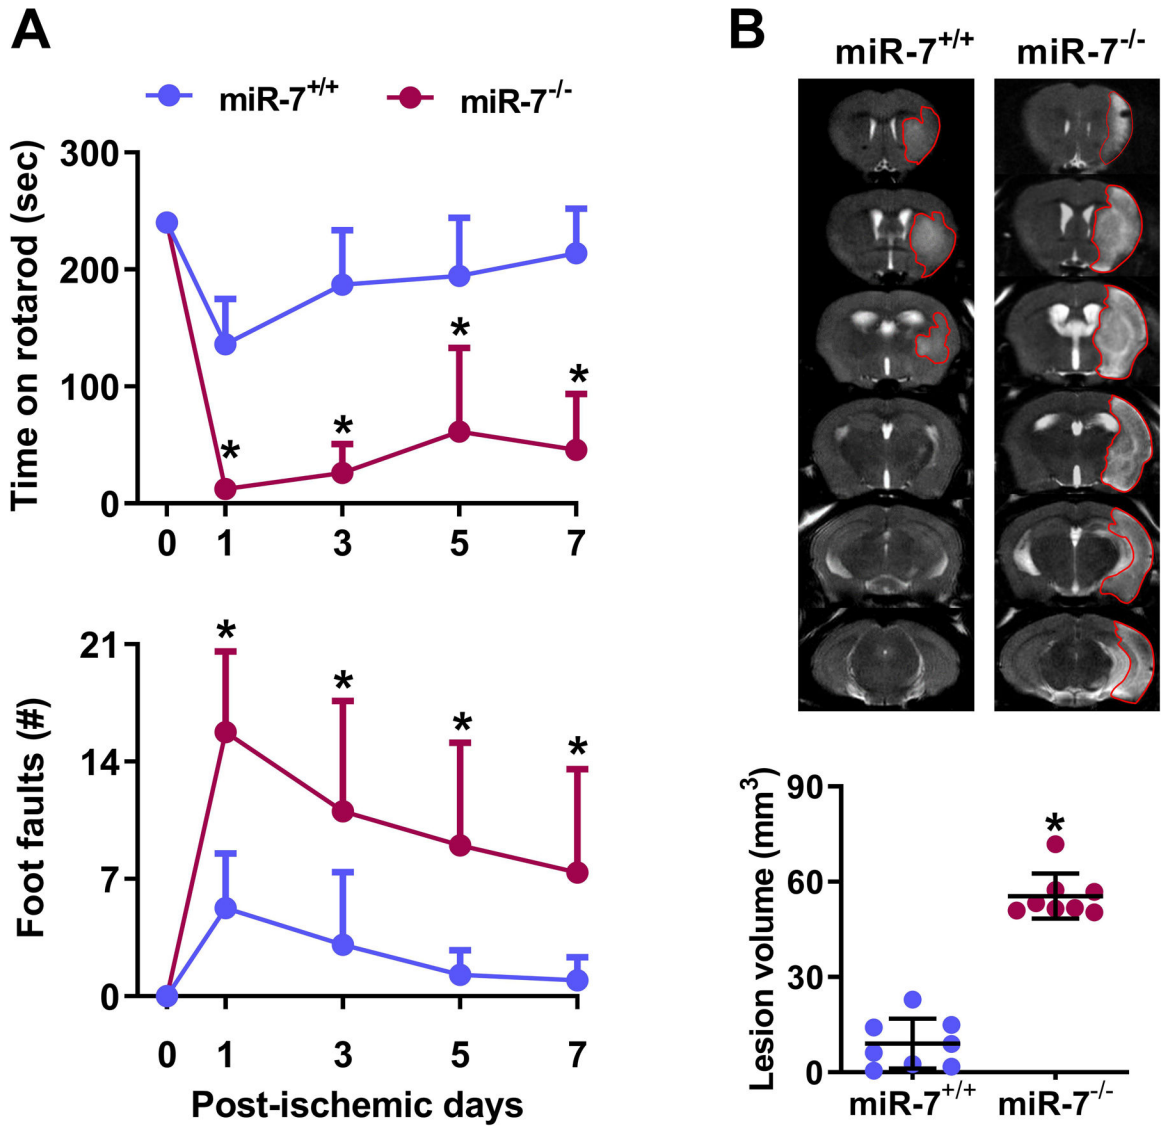 A
miR-7+/+
miR-7-/-
Time on rotarod (sec)
300
200
100
0
*
*
*
*
0 1 3 5 7
Foot faults (#)
21
14
7
0
*
*
*
*
0 1 3 5 7
Post-ischemic days
B
miR-7+/+ miR-7-/-
Lesion volume (mm3)
90
60
30
0
*
miR-7+/+ miR-7-/-